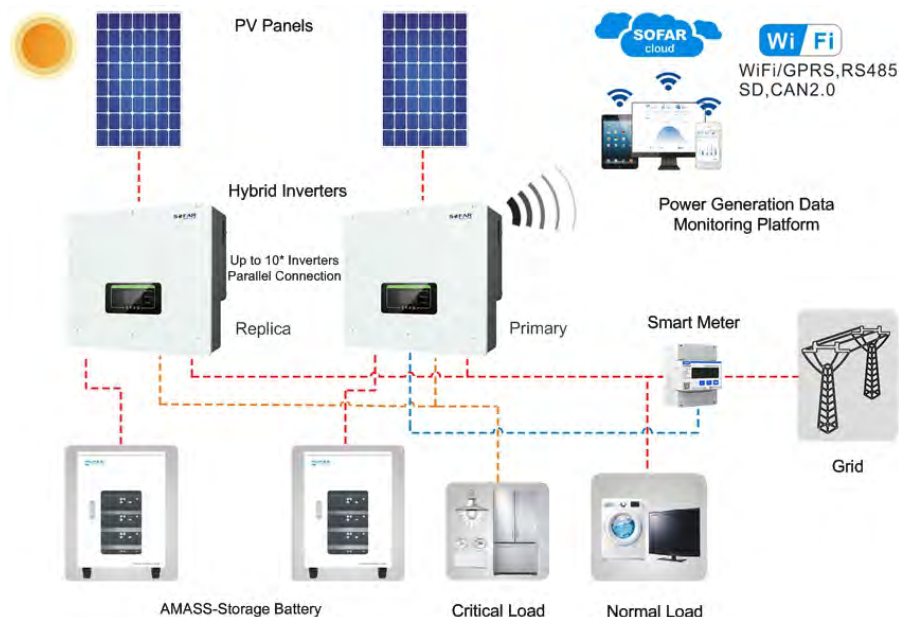 PV Panels
SOFAR
cloud
Wi Fi
WiFi/GPRS,RS485
SD,CAN2.0
Hybrid Inverters
SOFAR
SOFAR
Power Generation Data
Monitoring Platform
Up to 10* Inverters
Parallel Connection
Replica
Primary
Smart Meter
Grid
AMASS-Storage Battery
Critical Load
Normal Load